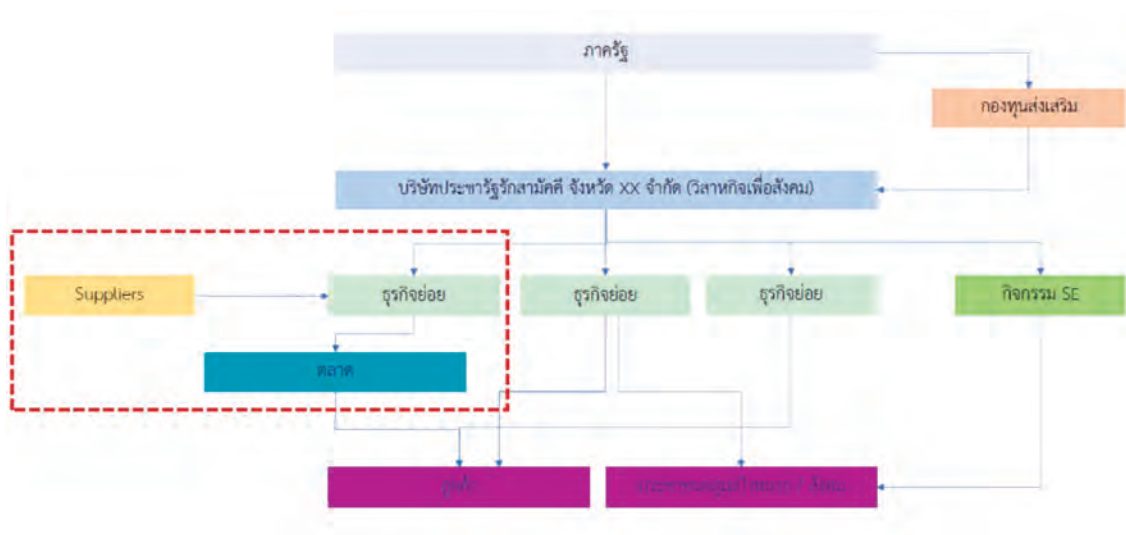 ภาครัฐ
กองทุนส่งเสริม
บริษัทประชารัฐรักสามัคคี จังหวัด XX จำกัด (วิสาหกิจเพื่อสังคม)
Suppliers
ธุรกิจย่อย
ธุรกิจย่อย
ธุรกิจย่อย
กิจกรรม SE
ตลาด